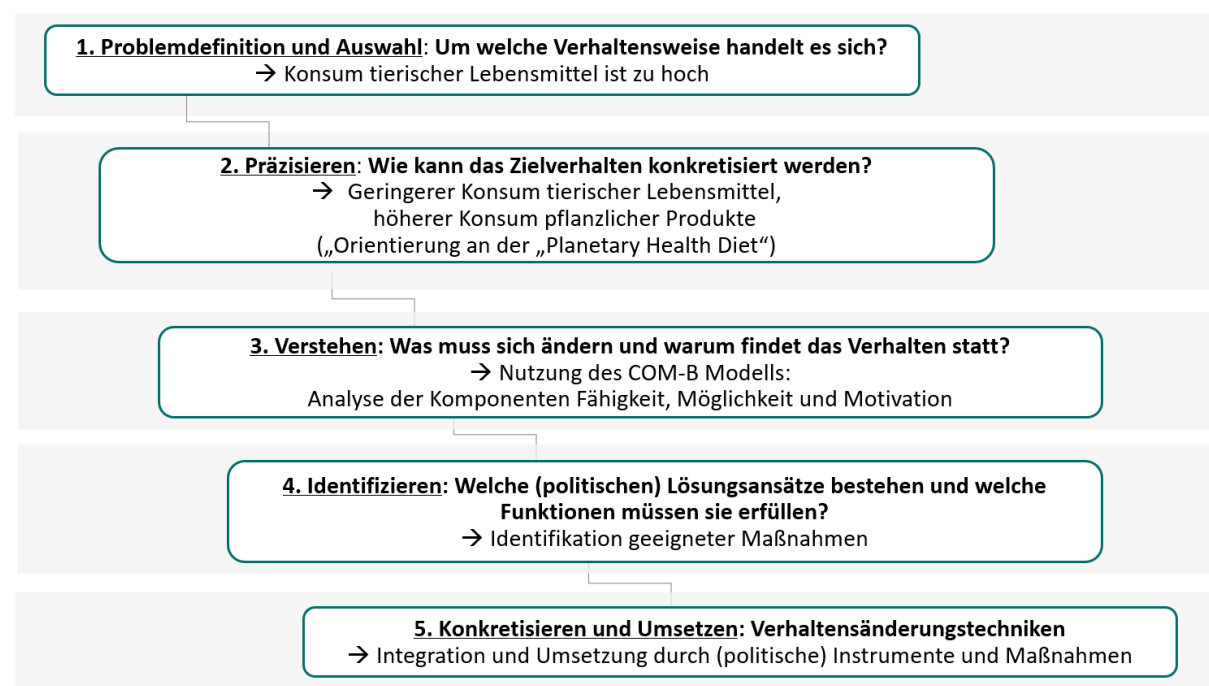 1. Problemdefinition und Auswahl: Um welche Verhaltensweise handelt es sich?
→ Konsum tierischer Lebensmittel ist zu hoch
2. Präzisieren: Wie kann das Zielverhalten konkretisiert werden?
→ Geringerer Konsum tierischer Lebensmittel,
höherer Konsum pflanzlicher Produkte
(„Orientierung an der „Planetary Health Diet“)
3. Verstehen: Was muss sich ändern und warum findet das Verhalten statt?
→ Nutzung des COM-B Modells:
Analyse der Komponenten Fähigkeit, Möglichkeit und Motivation
4. Identifizieren: Welche (politischen) Lösungsansätze bestehen und welche
Funktionen müssen sie erfüllen?
→ Identifikation geeigneter Maßnahmen
5. Konkretisieren und Umsetzen: Verhaltensänderungstechniken
→ Integration und Umsetzung durch (politische) Instrumente und Maßnahmen